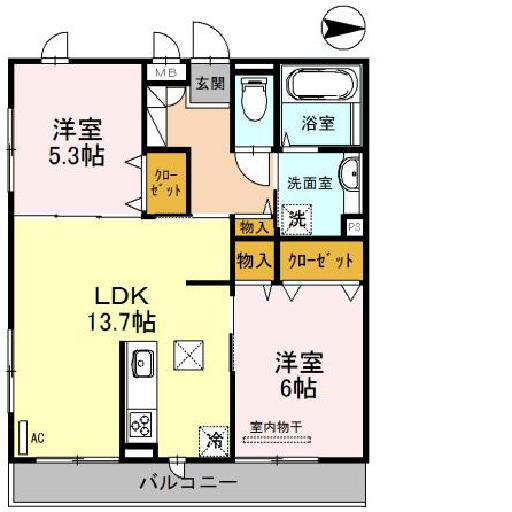 MB
玄関
浴室
洋室
5.3帖
クロー
ゼット
洗面室
洗
物入
PS
物入
クローゼット
LDK
13.7帖
洋室
6帖
室内物干
冷
AC
バルコニー